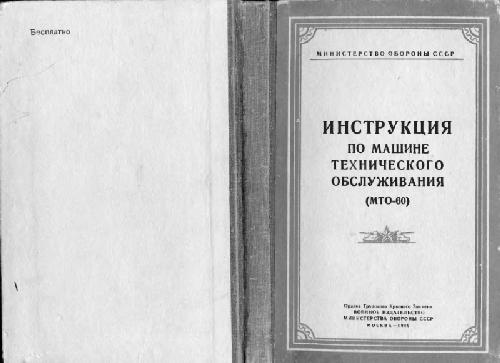 Бесплатно
МИНИСТЕРСТВО ОБОРОНЫ СССР
ИНСТРУКЦИЯ
ПО МАШИНЕ
ТЕХНИЧЕСКОГО
ОБСЛУЖИВАНИЯ
(МТО-60)
Ордена Трудового Красного Знамени
ВОЕННОЕ ИЗДАТЕЛЬСТВО
МИНИСТЕРСТВА ОБОРОНЫ СССР
МОСКВА—